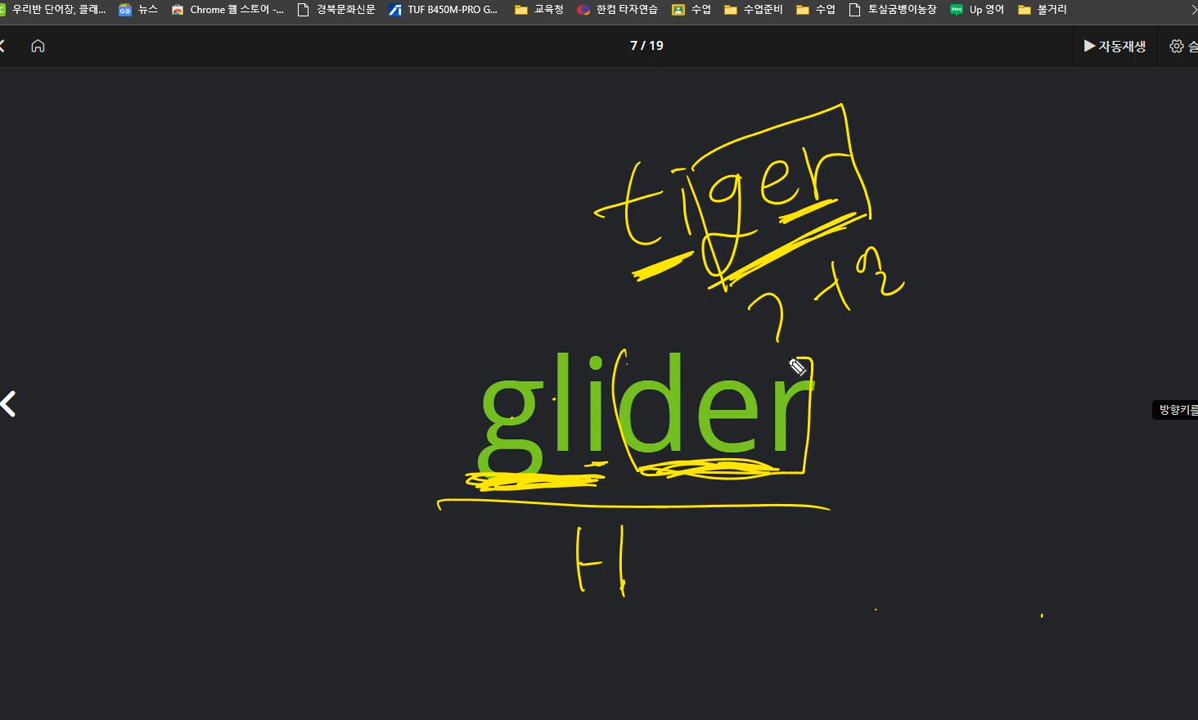 우리반 단어장, 클래... 뉴스 Chrome 웹 스토어 -... 경북문화신문 TUF B450M-PRO G... 교육청 한컴 타자연습 수업 수업준비 수업 토실굼벵이농장 Up 영어 볼거리
7 / 19
자동재생
tiger
glider
방향키를